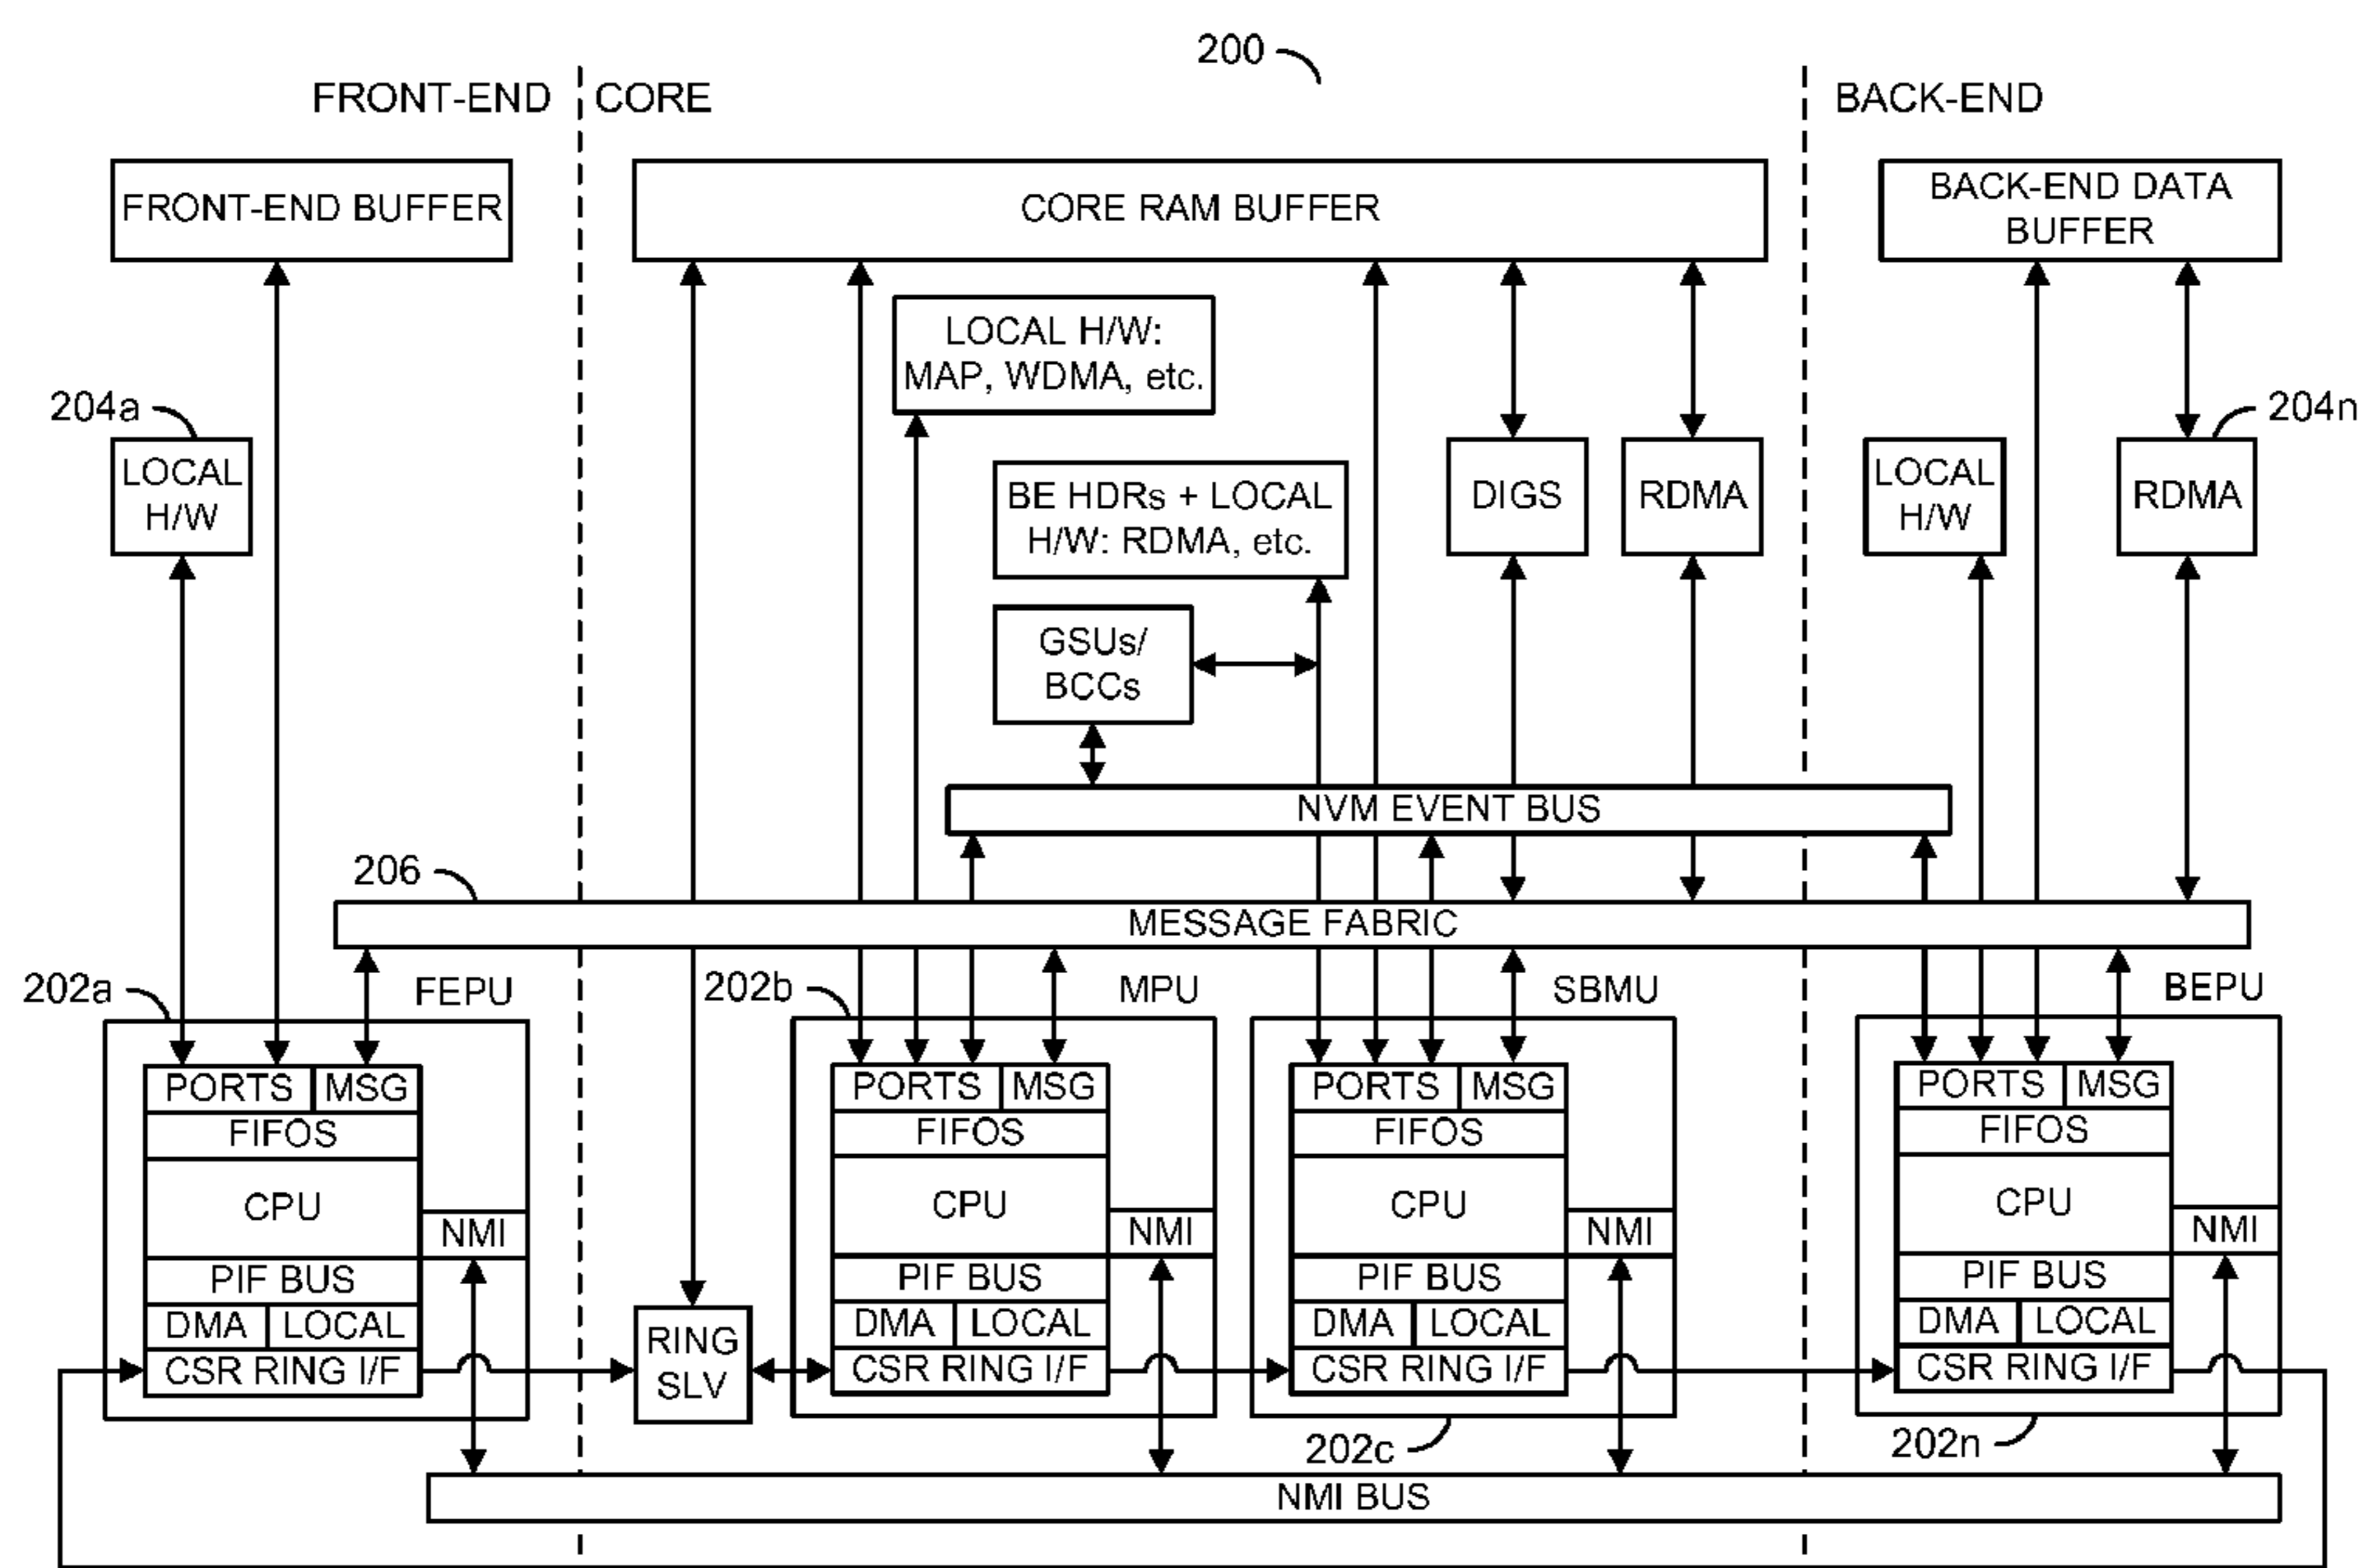 200
FRONT-END
CORE
BACK-END
FRONT-END BUFFER
CORE RAM BUFFER
BACK-END DATA
BUFFER
LOCAL H/W:
MAP, WDMA, etc.
204a
LOCAL
H/W
BE HDRs + LOCAL
H/W: RDMA, etc.
DIGS
RDMA
LOCAL
H/W
RDMA
204n
GSUs/
BCCs
NVM EVENT BUS
206
MESSAGE FABRIC
202a
FEPU
202b
MPU
SBMU
BEPU
PORTS
MSG
FIFOS
CPU
NMI
PIF BUS
DMA
LOCAL
CSR RING I/F
RING
SLV
PORTS
MSG
FIFOS
CPU
NMI
PIF BUS
DMA
LOCAL
CSR RING I/F
PORTS
MSG
FIFOS
CPU
NMI
PIF BUS
DMA
LOCAL
CSR RING I/F
202c
PORTS
MSG
FIFOS
CPU
NMI
PIF BUS
DMA
LOCAL
CSR RING I/F
202n
NMI BUS